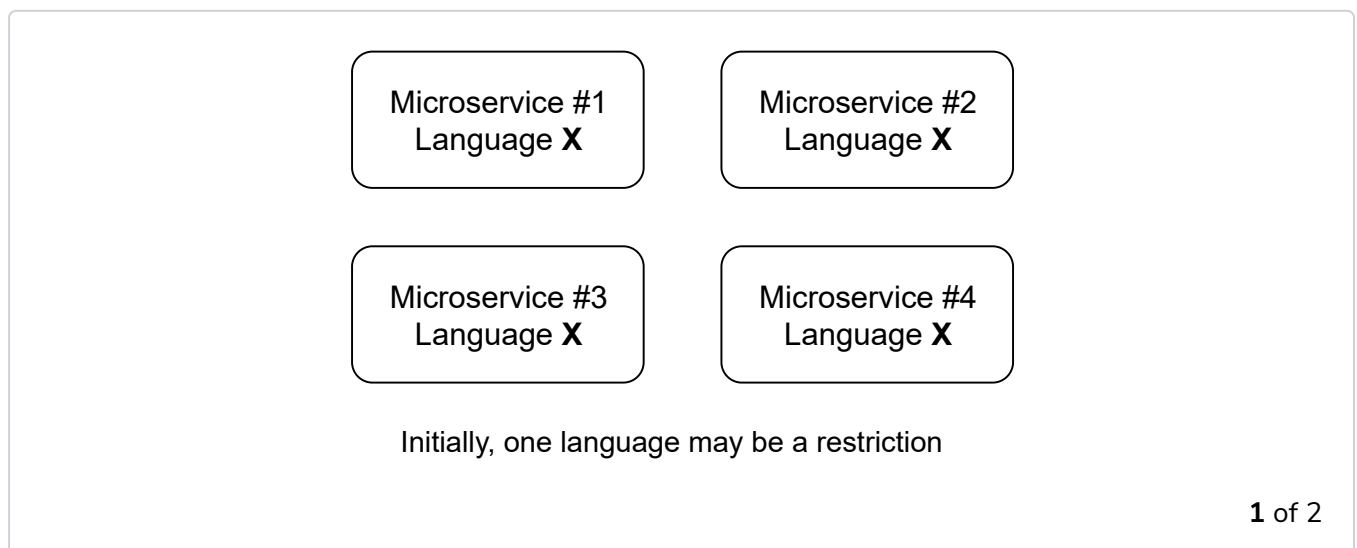 Microservice #1
Language X
Microservice #2
Language X
Microservice #3
Language X
Microservice #4
Language X
Initially, one language may be a restriction
1 of 2